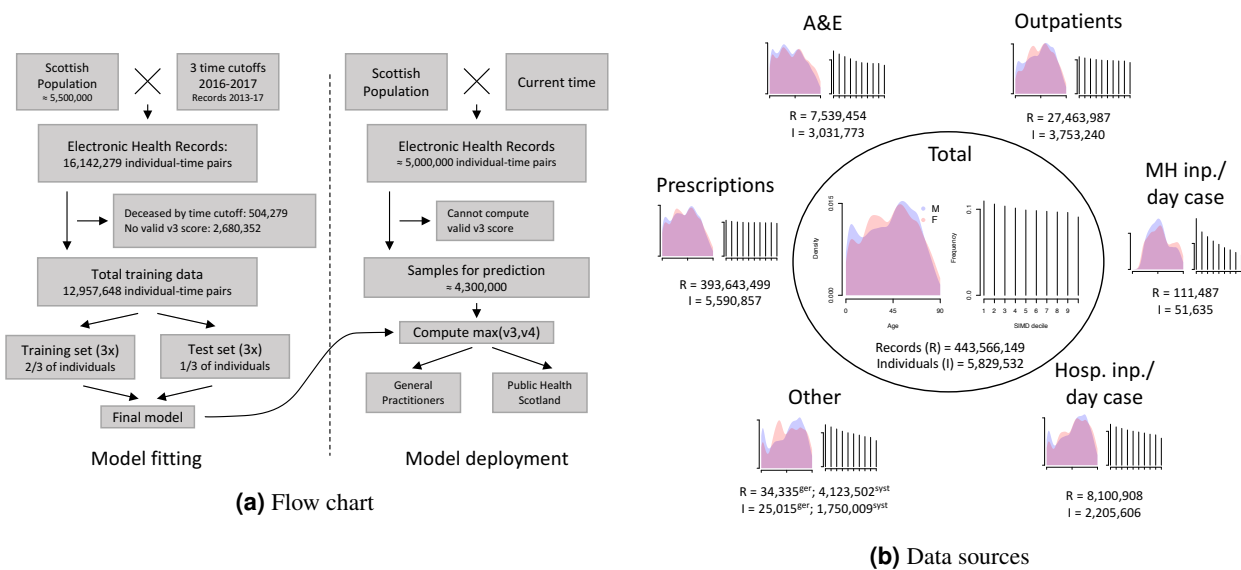 Scottish
Population
≈ 5,500,000
3 time cutoffs
2016-2017
Records 2013-17
Electronic Health Records:
16,142,279 individual-time pairs
Deceased by time cutoff: 504,279
No valid v3 score: 2,680,352
Total training data
12,957,648 individual-time pairs
Training set (3x)
2/3 of individuals
Test set (3x)
1/3 of individuals
Final model
Model fitting
Scottish
Population
Current time
Electronic Health Records
≈ 5,000,000 individual-time pairs
Cannot compute
valid v3 score
Samples for prediction
≈ 4,300,000
Compute max(v3,v4)
General
Practitioners
Public Health
Scotland
Model deployment
(a) Flow chart
A&E
R = 7,539,454
I = 3,031,773
Outpatients
R = 27,463,987
I = 3,753,240
Prescriptions
R = 393,643,499
I = 5,590,857
Total
0.015
0.000
Density
M
F
0
45
90
Age
0.1
0.0
Frequency
1 2 3 4 5 6 7 8 9
SIMD decile
Records (R) = 443,566,149
Individuals (I) = 5,829,532
MH inp./
day case
R = 111,487
I = 51,635
Other
R = 34,335ger; 4,123,502syst
I = 25,015ger; 1,750,009syst
Hosp. inp./
day case
R = 8,100,908
I = 2,205,606
(b) Data sources